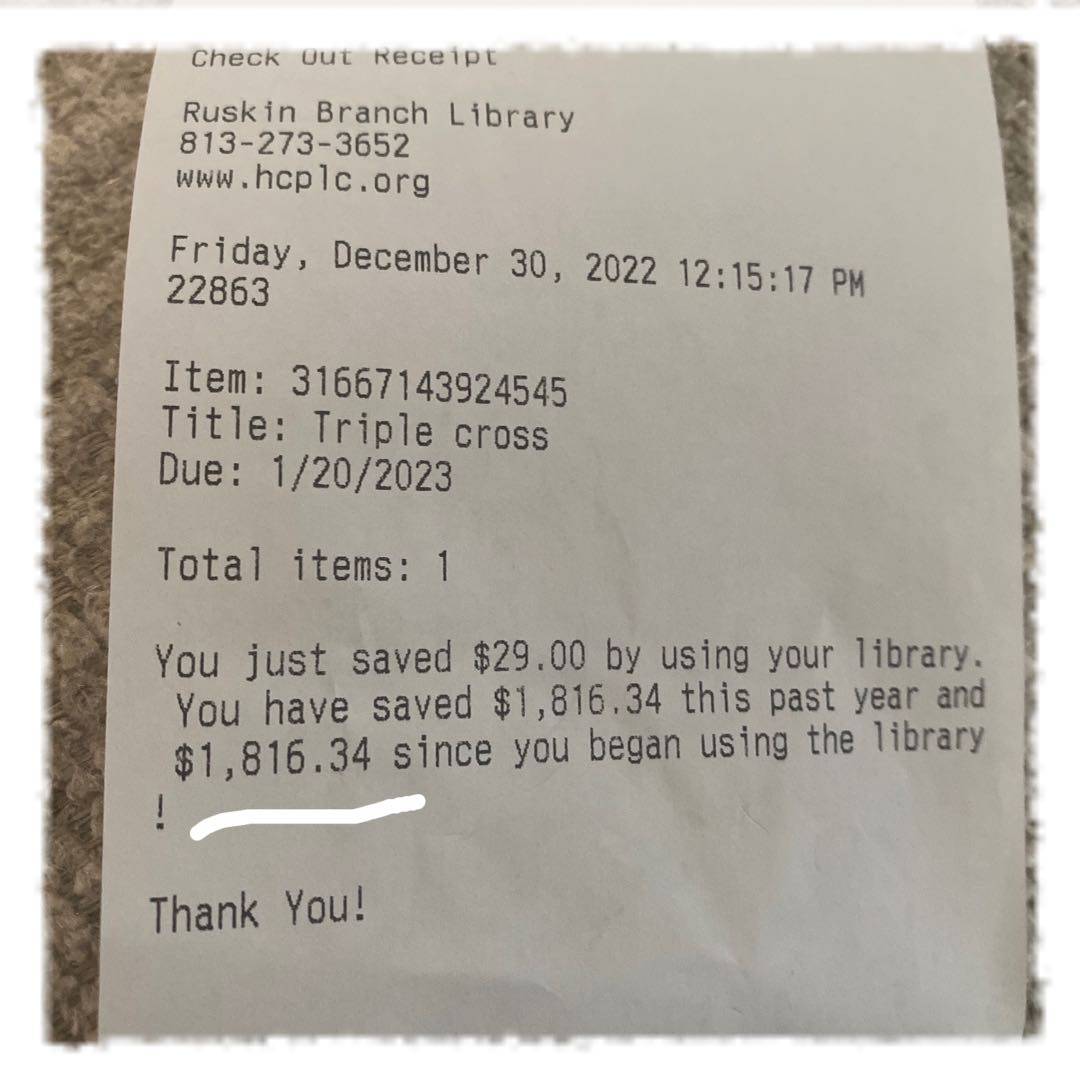 Check Out Receipt
Ruskin Branch Library
813-273-3652
www.hcplc.org
Friday, December 30, 2022 12:15:17 PM
22863
Item: 31667143924545
Title: Triple cross
Due: 1/20/2023
Total items: 1
You just saved $29.00 by using your library.
You have saved $1,816.34 this past year and
$1,816.34 since you began using the library
!
Thank You!